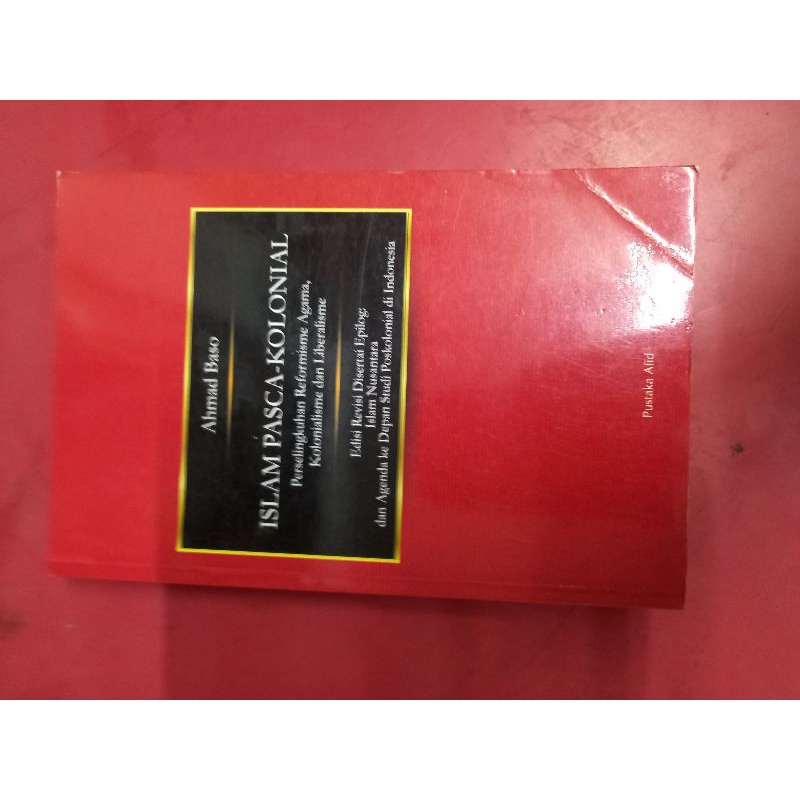 Ahmad Baso
ISLAM PASCA-KOLONIAL
Perselingkuhan Reformisme Agama,
Kolonialisme dan Liberalisme
Edisi Revisi Disertai Epilog:
Islam Nusantara
dan Agenda ke Depan Studi Poskolonial di Indonesia
Pustaka Afid